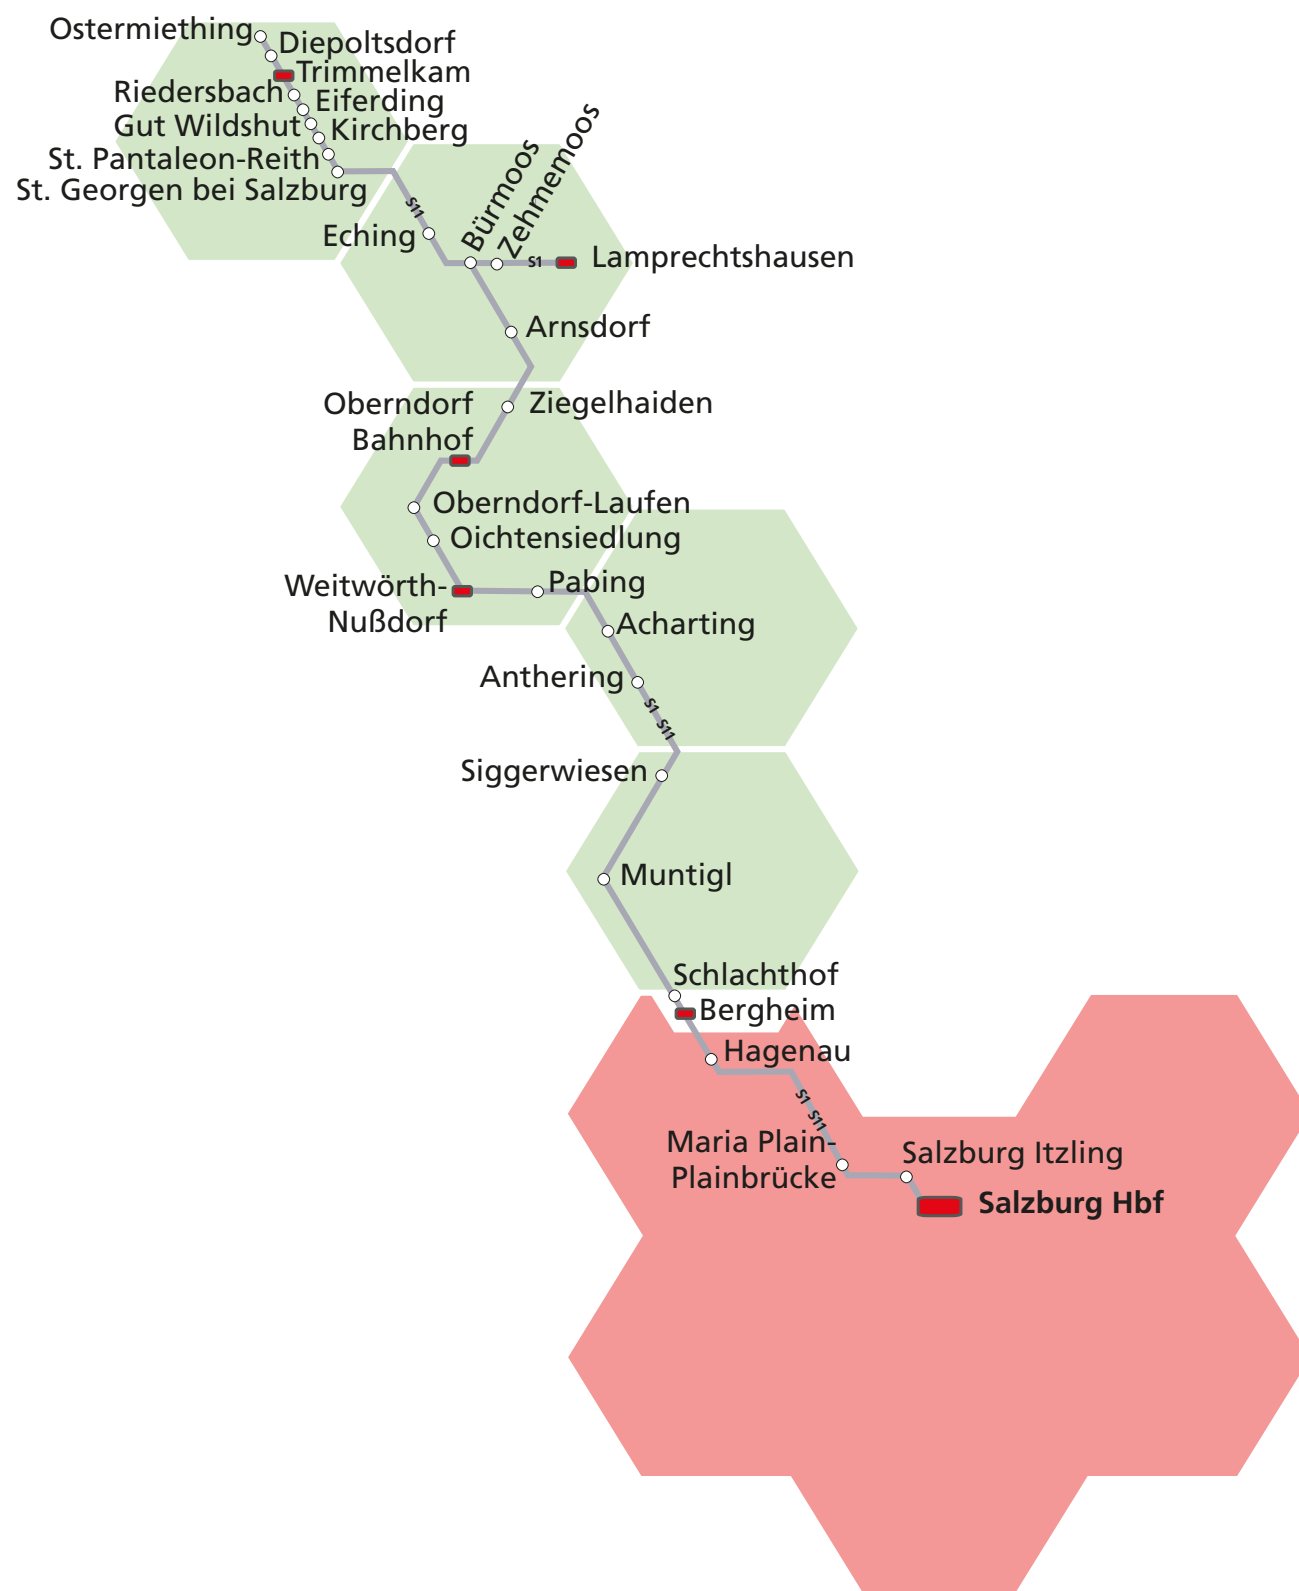 Ostermiething
Diepoltsdorf
Trimmelkam
Riedersbach
Eiferding
Gut Wildshut
Kirchberg
St. Pantaleon-Reith
St. Georgen bei Salzburg
S11
Eching
Bürmoos
Zehmemoos
S1
Lamprechtshausen
Arnsdorf
Ziegelhaiden
Oberndorf
Bahnhof
Oberndorf-Laufen
Oichtensiedlung
Weitwörth-
Nußdorf
Pabing
Acharting
Anthering
S1 S11
Siggerwiesen
Muntigl
Schlachthof
Bergheim
Hagenau
S1 S11
Maria Plain-
Plainbrücke
Salzburg Itzling
Salzburg Hbf